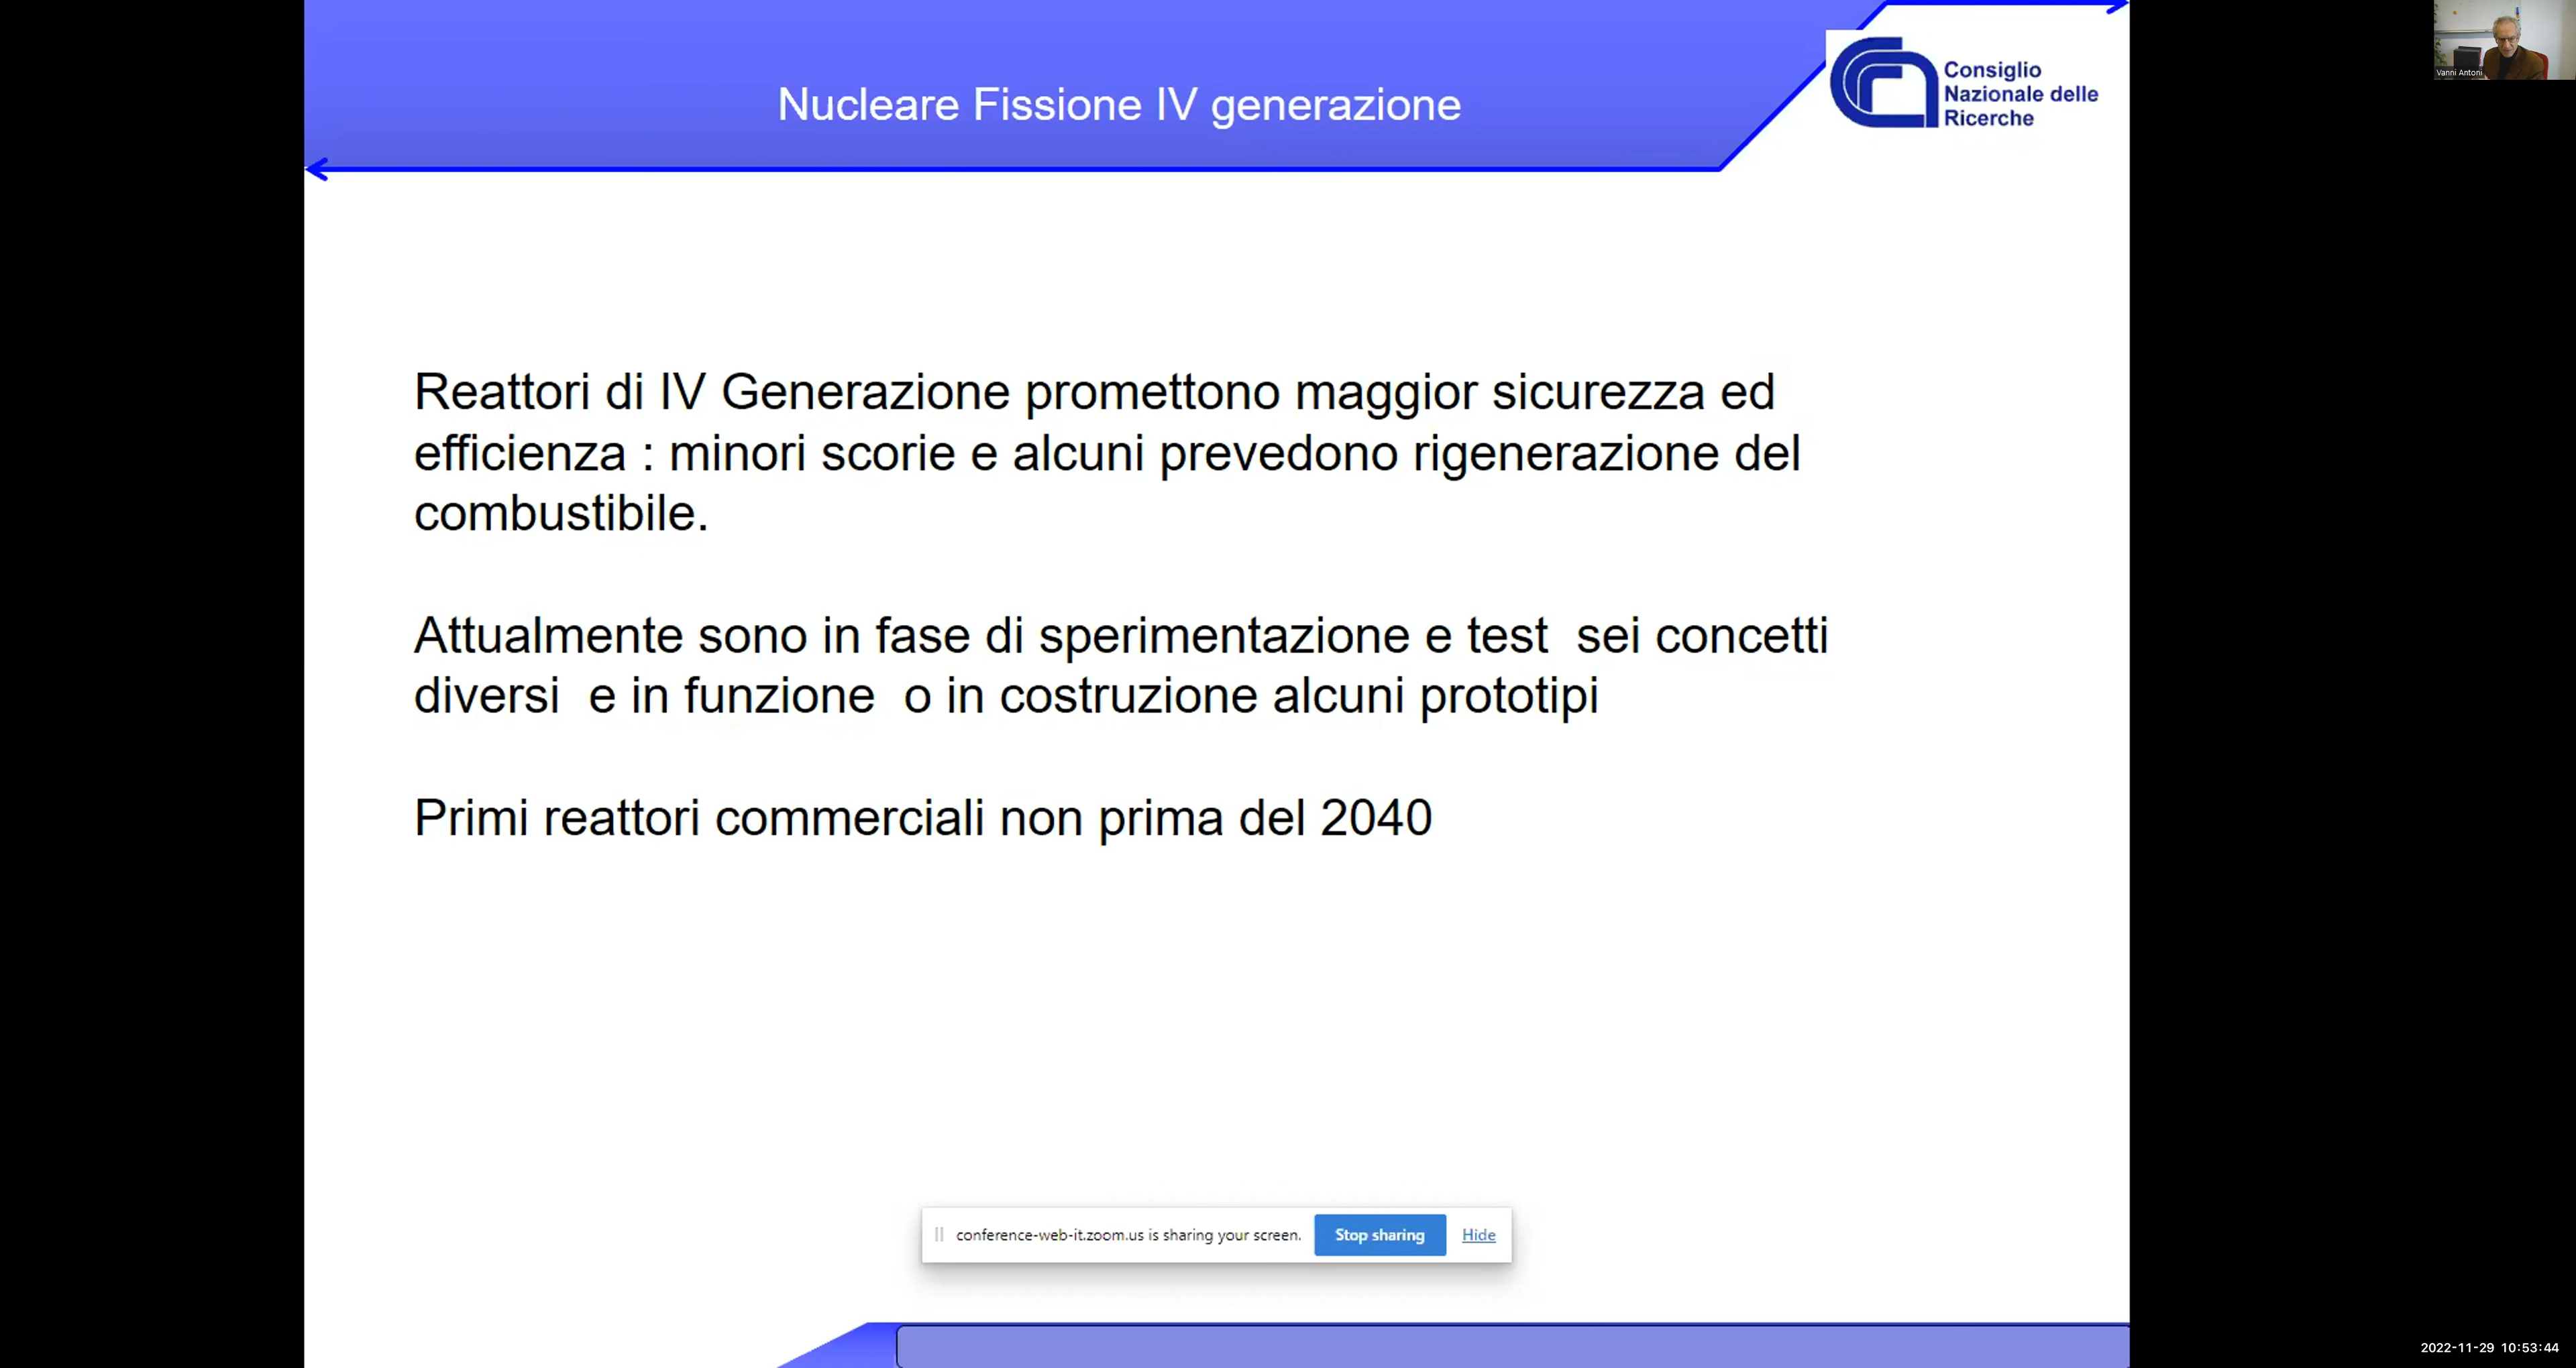 Nucleare Fissione IV generazione
Consiglio
Nazionale delle
Ricerche
Vanni Antoni
Reattori di IV Generazione promettono maggior sicurezza ed
efficienza : minori scorie e alcuni prevedono rigenerazione del
combustibile.
Attualmente sono in fase di sperimentazione e test  sei concetti
diversi  e in funzione  o in costruzione alcuni prototipi
Primi reattori commerciali non prima del 2040
conference-web-it.zoom.us is sharing your screen. Stop sharing Hide
2022-11-29 10:53:44